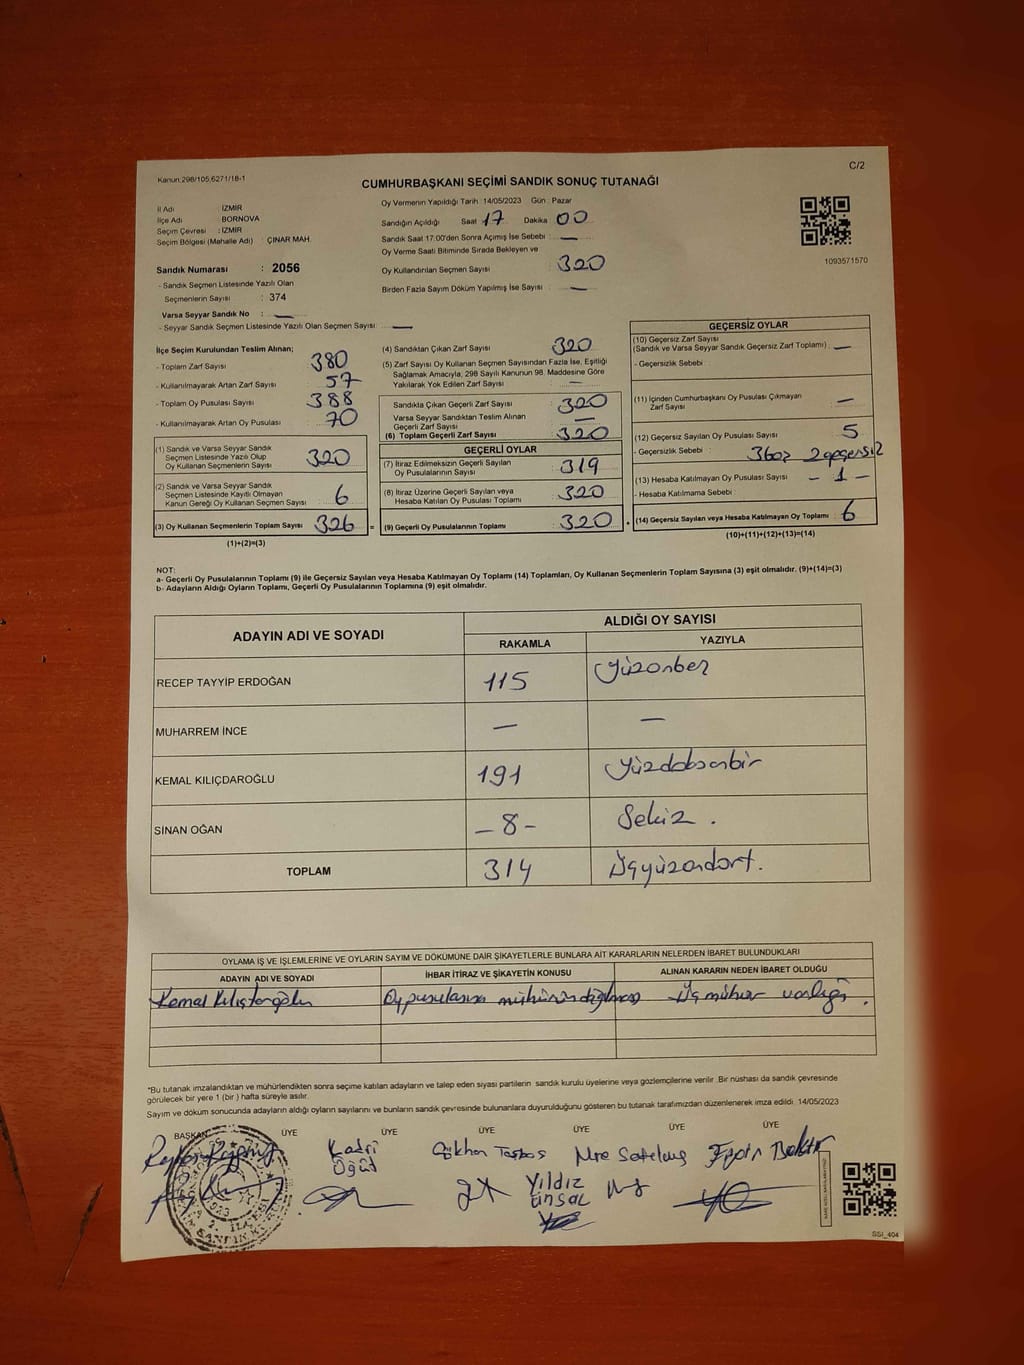 C/2
Kanun:298/105,6271/18-1
CUMHURBAŞKANI SEÇİMİ SANDIK SONUÇ TUTANAĞI
İl Adı : İZMİR
İlçe Adı BORNOVA
Seçim Çevresi : İZMİR
Seçim Bölgesi (Mahalle Adı) ÇINAR MAH.
Sandık Numarası : 2056
- Sandık Seçmen Listesinde Yazılı Olan
Seçmenlerin Sayısı : 374
Varsa Seyyar Sandık No : —
- Seyyar Sandık Seçmen Listesinde Yazılı Olan Seçmen Sayısı: —
Oy Vermenin Yapıldığı Tarih: 14/05/2023 Gün : Pazar
Sandığın Açıldığı Saat 17 Dakika 00
Sandık Saat 17:00'den Sonra Açımış İse Sebebi : —
Oy Verme Saati Bitiminde Sırada Bekleyen ve
Oy Kullandırılan Seçmen Sayısı : 320
Birden Fazla Sayım Döküm Yapılmış İse Sayısı : —
1093571570
İlçe Seçim Kurulundan Teslim Alınan;
- Toplam Zarf Sayısı : 380
- Kullanılmayarak Artan Zarf Sayısı : 57
- Toplam Oy Pusulası Sayısı : 388
- Kullanılmayarak Artan Oy Pusulası : 70
(1) Sandık ve Varsa Seyyar Sandık
Seçmen Listesinde Yazılı Olup
Oy Kullanan Seçmenlerin Sayısı : 320
(2) Sandık ve Varsa Seyyar Sandık
Seçmen Listesinde Kayıtlı Olmayan
Kanun Gereği Oy Kullanan Seçmen Sayısı : 6
(3) Oy Kullanan Seçmenlerin Toplam Sayısı : 326 =
(1)+(2)=(3)
(4) Sandıktan Çıkan Zarf Sayısı : 320
(5) Zarf Sayısı Oy Kullanan Seçmen Sayısından Fazla İse, Eşitliği
Sağlamak Amacıyla; 298 Sayılı Kanunun 98. Maddesine Göre
Yakılarak Yok Edilen Zarf Sayısı : —
Sandıkla Çıkan Geçerli Zarf Sayısı : 320
Varsa Seyyar Sandıktan Teslim Alınan
Geçerli Zarf Sayısı : —
(6) Toplam Geçerli Zarf Sayısı : 320
GEÇERLİ OYLAR
(7) İtiraz Edilmeksizin Geçerli Sayılan
Oy Pusulalarının Sayısı : 319
(8) İtiraz Üzerine Geçerli Sayılan veya
Hesaba Katılan Oy Pusulası Toplamı : 320
(9) Geçerli Oy Pusulalarının Toplamı : 320
GEÇERSİZ OYLAR
(10) Geçersiz Zarf Sayısı
(Sandık ve Varsa Seyyar Sandık Geçersiz Zarf Toplamı) : —
- Geçersizlik Sebebi :
(11) İçinden Cumhurbaşkanı Oy Pusulası Çıkmayan
Zarf Sayısı : —
(12) Geçersiz Sayılan Oy Pusulası Sayısı : 5
- Geçersizlik Sebebi :
(13) Hesaba Katılmayan Oy Pusulası Sayısı : - 1 -
- Hesaba Katılmama Sebebi :
(14) Geçersiz Sayılan veya Hesaba Katılmayan Oy Toplamı : 6
(10)+(11)+(12)+(13)=(14)
NOT:
a- Geçerli Oy Pusulalarının Toplamı (9) ile Geçersiz Sayılan veya Hesaba Katılmayan Oy Toplamı (14) Toplamları, Oy Kullanan Seçmenlerin Toplam Sayısına (3) eşit olmalıdır. (9)+(14)=(3)
b- Adayların Aldığı Oyların Toplamı, Geçerli Oy Pusulalarının Toplamına (9) eşit olmalıdır.
ADAYIN ADI VE SOYADI ALDIĞI OY SAYISI
RAKAMLA YAZIYLA
RECEP TAYYİP ERDOĞAN 115 Yüzonbeş
MUHARREM İNCE — —
KEMAL KILIÇDAROĞLU 191
SİNAN OĞAN - 8 - Sekiz .
TOPLAM 314 Üçyüzondört.
OYLAMA İŞ VE İŞLEMLERİNE VE OYLARIN SAYIM VE DÖKÜMÜNE DAİR ŞİKAYETLERLE BUNLARA AİT KARARLARIN NELERDEN İBARET BULUNDUKLARI
ADAYIN ADI VE SOYADI İHBAR İTİRAZ VE ŞİKAYETİN KONUSU ALINAN KARARIN NEDEN İBARET OLDUĞU
Kemal Oy pusulasına Üç mühür varlığı .
*Bu tutanak imzalandıktan ve mühürlendikten sonra seçime katılan adayların ve talep eden siyasi partilerin sandık kurulu üyelerine veya gözlemcilerine verilir. Bir nüshası da sandık çevresinde
görülecek bir yere 1 (bir ) hafta süreyle asılır.
Sayım ve döküm sonucunda adayların aldığı oyların sayılarını ve bunların sandık çevresinde bulunanlara duyurulduğunu gösteren bu tutanak tarafımızdan düzenlenerek imza edildi. 14/05/2023
BAŞKAN ÜYE ÜYE ÜYE ÜYE ÜYE
Kadri Gökhan
Öğüd
Yıldız
Ünsal
SSI_404